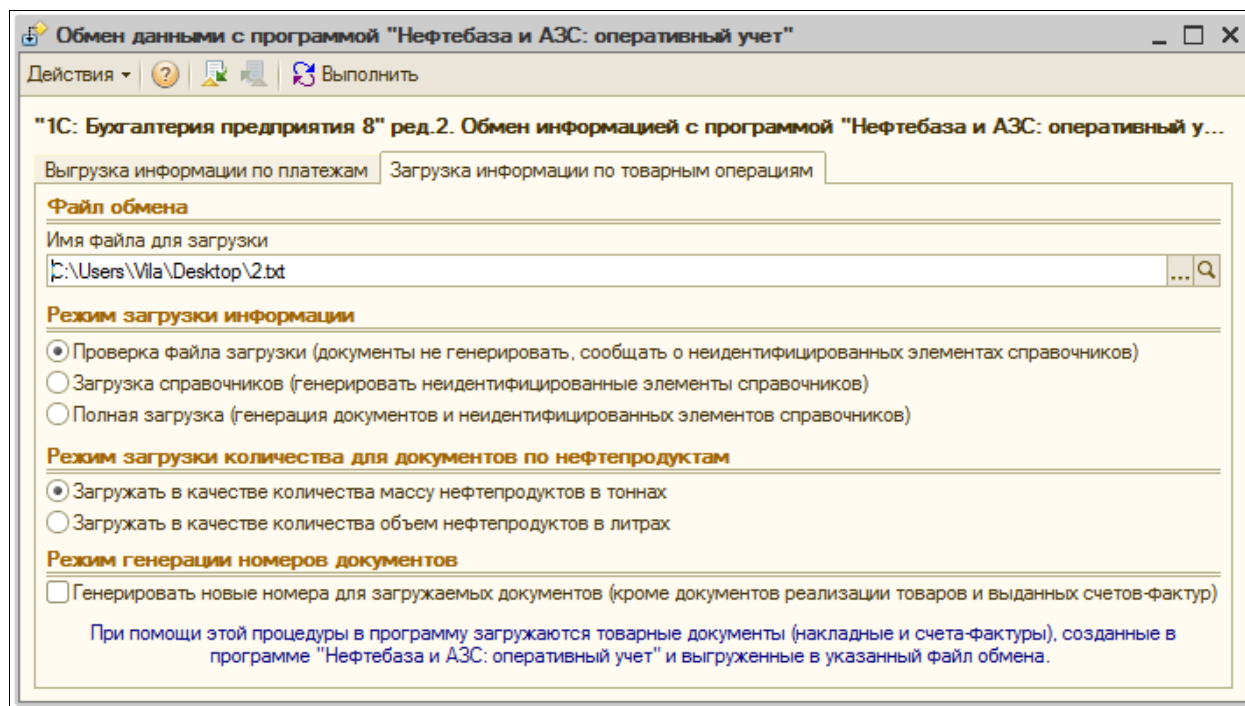 Обмен данными с программой "Нефтебаза и АЗС: оперативный учет"
Действия ? Выполнить
"1С: Бухгалтерия предприятия 8" ред.2. Обмен информацией с программой "Нефтебаза и АЗС: оперативный у...
Выгрузка информации по платежам Загрузка информации по товарным операциям
Файл обмена
Имя файла для загрузки
C:\Users\Vila\Desktop\2.txt ...
Режим загрузки информации
Проверка файла загрузки (документы не генерировать, сообщать о неидентифицированных элементах справочников)
Загрузка справочников (генерировать неидентифицированные элементы справочников)
Полная загрузка (генерация документов и неидентифицированных элементов справочников)
Режим загрузки количества для документов по нефтепродуктам
Загружать в качестве количества массу нефтепродуктов в тоннах
Загружать в качестве количества объем нефтепродуктов в литрах
Режим генерации номеров документов
Генерировать новые номера для загружаемых документов (кроме документов реализации товаров и выданных счетов-фактур)
При помощи этой процедуры в программу загружаются товарные документы (накладные и счета-фактуры), созданные в
программе "Нефтебаза и АЗС: оперативный учет" и выгруженные в указанный файл обмена.